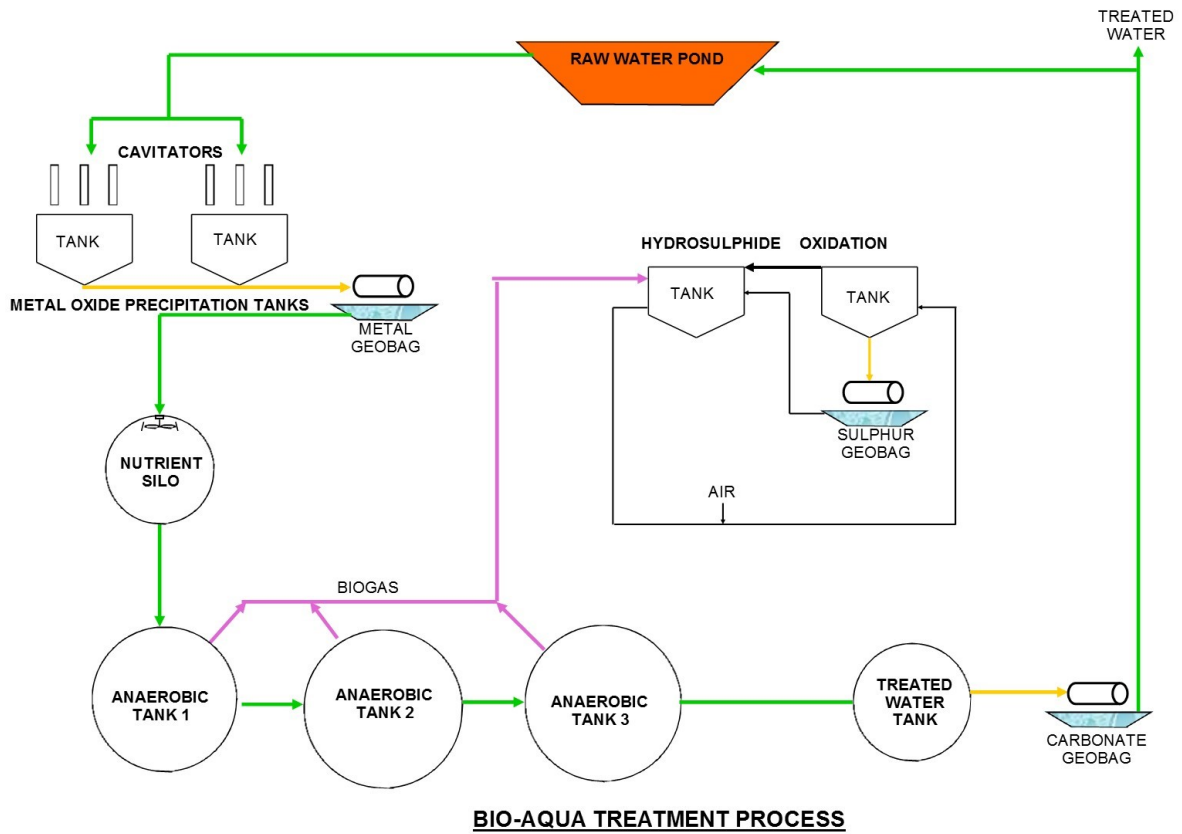 TREATED
WATER
RAW WATER POND
CAVITATORS
TANK
TANK
METAL OXIDE PRECIPITATION TANKS
METAL
GEOBAG
HYDROSULPHIDE OXIDATION
TANK
TANK
SULPHUR
GEOBAG
AIR
NUTRIENT
SILO
BIOGAS
ANAEROBIC
TANK 1
ANAEROBIC
TANK 2
ANAEROBIC
TANK 3
TREATED
WATER
TANK
CARBONATE
GEOBAG
BIO-AQUA TREATMENT PROCESS